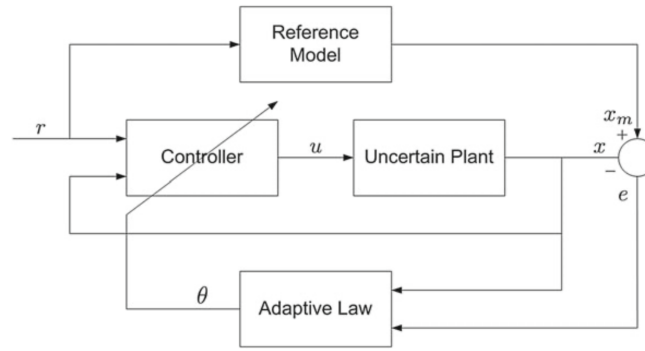 Reference
Model
r
Controller
u
Uncertain Plant
x_m
+
x
−
e
θ
Adaptive Law